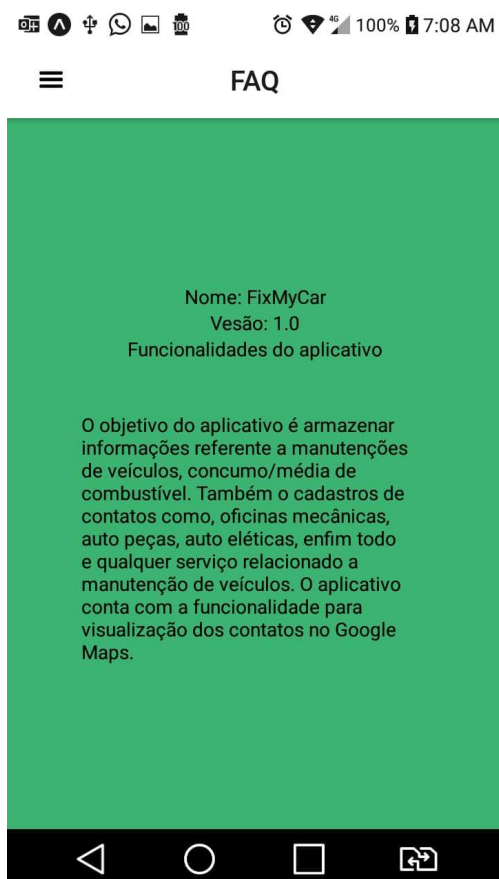 4G 100% 7:08 AM
100
FAQ
Nome: FixMyCar
Vesão: 1.0
Funcionalidades do aplicativo
O objetivo do aplicativo é armazenar
informações referente a manutenções
de veículos, concumo/média de
combustível. Também o cadastros de
contatos como, oficinas mecânicas,
auto peças, auto eléticas, enfim todo
e qualquer serviço relacionado a
manutenção de veículos. O aplicativo
conta com a funcionalidade para
visualização dos contatos no Google
Maps.